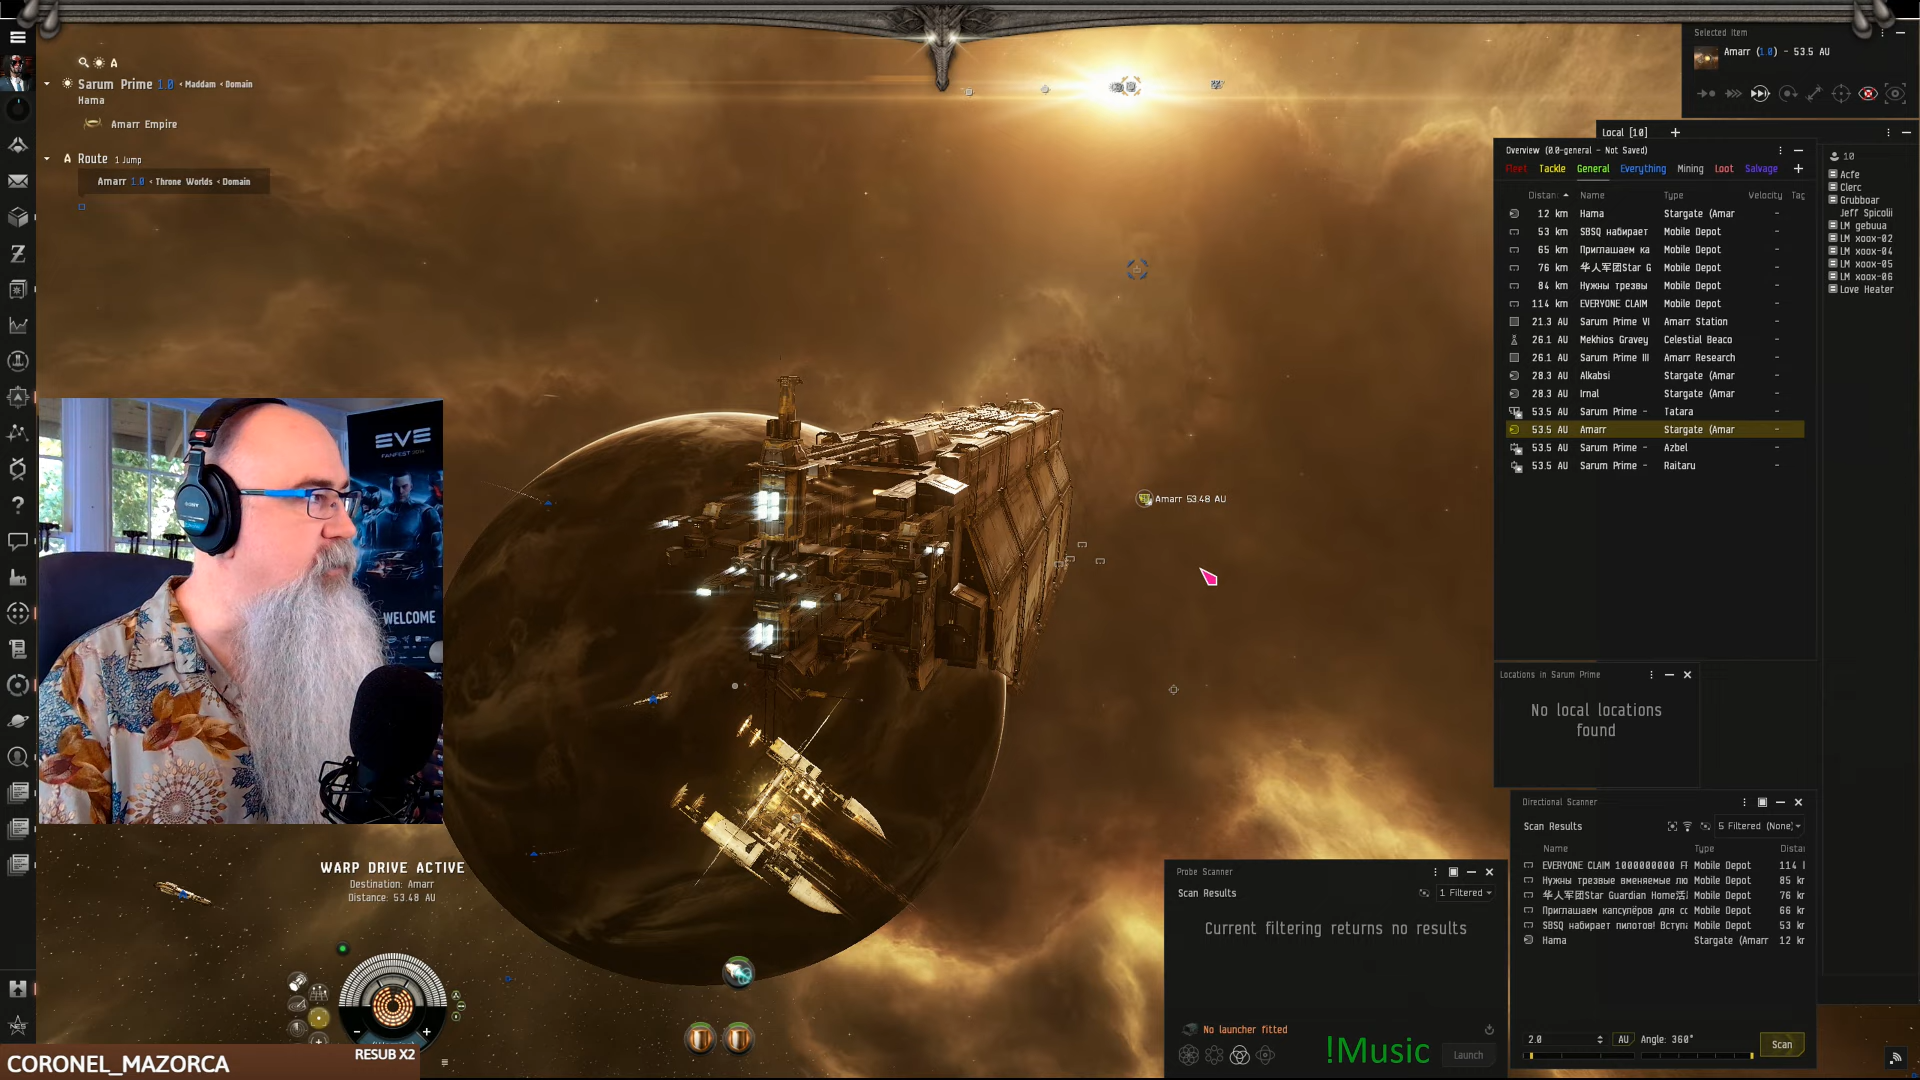 Sarum Prime 1.0 < Maddam < Domain
Hama
Amarr Empire
Route 1 Jump
Amarr 1.0 < Throne Worlds < Domain
Selected Item
Amarr (1.0) - 53.5 AU
Local [10]
10
Acfe
Clerc
Grubboar
Jeff Spicolii
LM gebuua
LM xoox-02
LM xoox-04
LM xoox-05
LM xoox-06
Love Heater
Overview (0.0-general - Not Saved)
Fleet Tackle General Everything Mining Loot Salvage
Name Type Velocity Tag
12 km Hama Stargate (Amar -
53 km SBSQ набирает Mobile Depot -
65 km Приглашаем ка Mobile Depot -
76 km 华人军团Star G Mobile Depot -
84 km Нужны трезвы Mobile Depot -
114 km EVERYONE CLAIM Mobile Depot -
21.3 AU Sarum Prime VI Amarr Station -
26.1 AU Mekhios Gravey Celestial Beaco -
26.1 AU Sarum Prime III Amarr Research -
28.3 AU Alkabsi Stargate (Amar -
28.3 AU Irnal Stargate (Amar -
53.5 AU Sarum Prime - Tatara -
53.5 AU Amarr Stargate (Amar -
53.5 AU Sarum Prime - Azbel -
53.5 AU Sarum Prime - Raitaru -
Amarr 53.48 AU
EVE
FANFEST
WELCOME
Locations in Sarum Prime
No local locations
found
WARP DRIVE ACTIVE
Destination: Amarr
Distance: 53.48 AU
Probe Scanner
Scan Results 1 Filtered
Current filtering returns no results
No launcher fitted
!Music
Launch
Directional Scanner
Scan Results 5 Filtered (None)
Name Type
EVERYONE CLAIM 1000000000 Mobile Depot 114
Нужны трезвые вменяемые лю Mobile Depot 85
华人军团Star Guardian Home Mobile Depot 76
Приглашаем капсулёров для Mobile Depot 66
SBSQ набирает пилотов! Mobile Depot 53
Hama Stargate (Amarr 12
2.0 AU Angle: 360° Scan
CORONEL_MAZORCA
RESUB X2